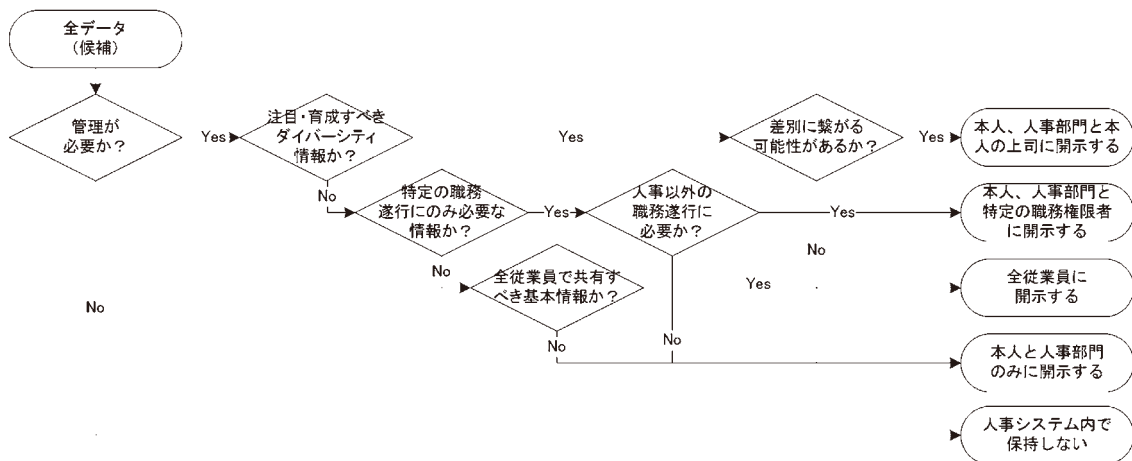 全データ
(候補)
管理が
必要か?
Yes
注目・育成すべき
ダイバーシティ
情報か?
Yes
差別に繋がる
可能性があるか?
Yes
本人、人事部門と本
人の上司に開示する
No
特定の職務
遂行にのみ必要な
情報か?
Yes
人事以外の
職務遂行に
必要か?
Yes
本人、人事部門と
特定の職務権限者
に開示する
No
No
全従業員で共有す
べき基本情報か?
Yes
全従業員に
開示する
No
No
No
本人と人事部門
のみに開示する
人事システム内で
保持しない